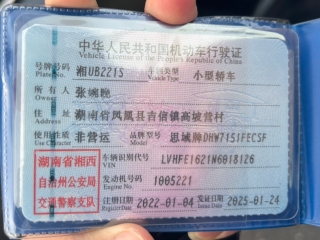 中华人民共和国机动车行驶证
Vehicle License of the People's Republic of China
号牌号码 湘UB221S 车辆类型 小型轿车
Plate No. Vehicle Type
所有人 张婉晚
Owner
住址 湖南省凤凰县吉信镇高坡营村
Address
使用性质 非营运 品牌型号 思域牌DHW7151FECSF
Use Character Model
湖南省湘西 车辆识别代号 LVHFE1621N6018126
VIN
自治州公安局 发动机号码 1005221
Engine No.
交通警察支队 注册日期 2022-01-04 发证日期 2025-01-24
Register Date Issue Date